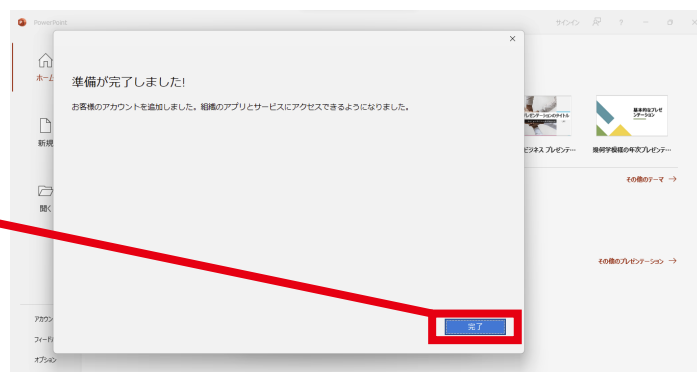 PowerPoint
サインイン
?
ホーム
新規
開く
アカウン
フィードバ
オプション
準備が完了しました!
お客様のアカウントを追加しました。組織のアプリとサービスにアクセスできるようになりました。
完了
プレゼンテーションのタイトル
基本的なプレゼ
ンテーション
ビジネス プレゼンテ…
幾何学模様の年次プレゼンテ…
その他のテーマ →
その他のプレゼンテーション →